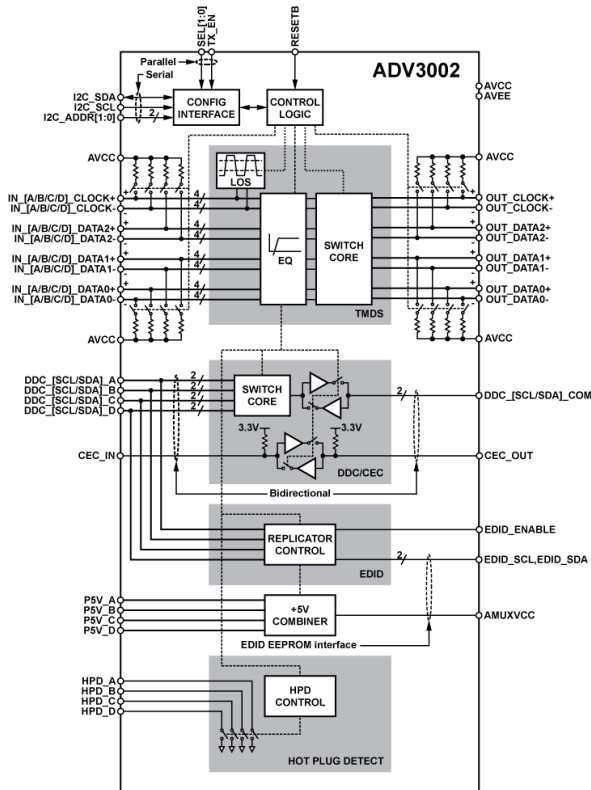 SEL[1:0]
TX_EN
RESETB
Parallel
Serial
ADV3002
I2C_SDA
I2C_SCL
I2C_ADDR[1:0]
2
CONFIG
INTERFACE
CONTROL
LOGIC
AVCC
AVEE
AVCC
AVCC
LOS
+
IN_[A/B/C/D]_CLOCK+
4
OUT_CLOCK+
+
IN_[A/B/C/D]_CLOCK-
4
OUT_CLOCK-
-
-
+
IN_[A/B/C/D]_DATA2+
4
OUT_DATA2+
+
IN_[A/B/C/D]_DATA2-
4
OUT_DATA2-
-
-
EQ
SWITCH
CORE
+
IN_[A/B/C/D]_DATA1+
4
OUT_DATA1+
+
IN_[A/B/C/D]_DATA1-
4
OUT_DATA1-
-
-
+
IN_[A/B/C/D]_DATA0+
4
OUT_DATA0+
+
IN_[A/B/C/D]_DATA0-
4
OUT_DATA0-
-
-
TMDS
AVCC
AVCC
DDC_[SCL/SDA]_A
2
DDC_[SCL/SDA]_B
2
DDC_[SCL/SDA]_C
2
DDC_[SCL/SDA]_D
2
SWITCH
CORE
2
DDC_[SCL/SDA]_COM
3.3V
3.3V
CEC_IN
CEC_OUT
DDC/CEC
Bidirectional
REPLICATOR
CONTROL
EDID_ENABLE
2
EDID_SCL,EDID_SDA
EDID
P5V_A
P5V_B
P5V_C
P5V_D
+5V
COMBINER
AMUXVCC
EDID EEPROM interface
HPD_A
HPD_B
HPD_C
HPD_D
HPD
CONTROL
HOT PLUG DETECT